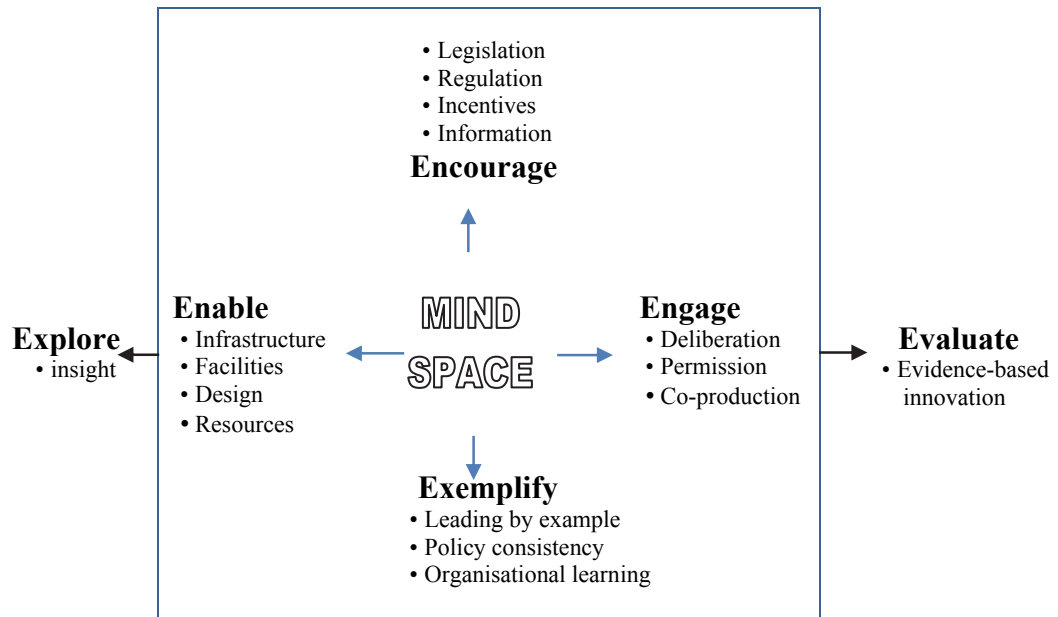 • Legislation
• Regulation
• Incentives
• Information
Encourage
Explore
• insight
Enable
• Infrastructure
• Facilities
• Design
• Resources
MIND
SPACE
Engage
• Deliberation
• Permission
• Co-production
Evaluate
• Evidence-based
innovation
Exemplify
• Leading by example
• Policy consistency
• Organisational learning